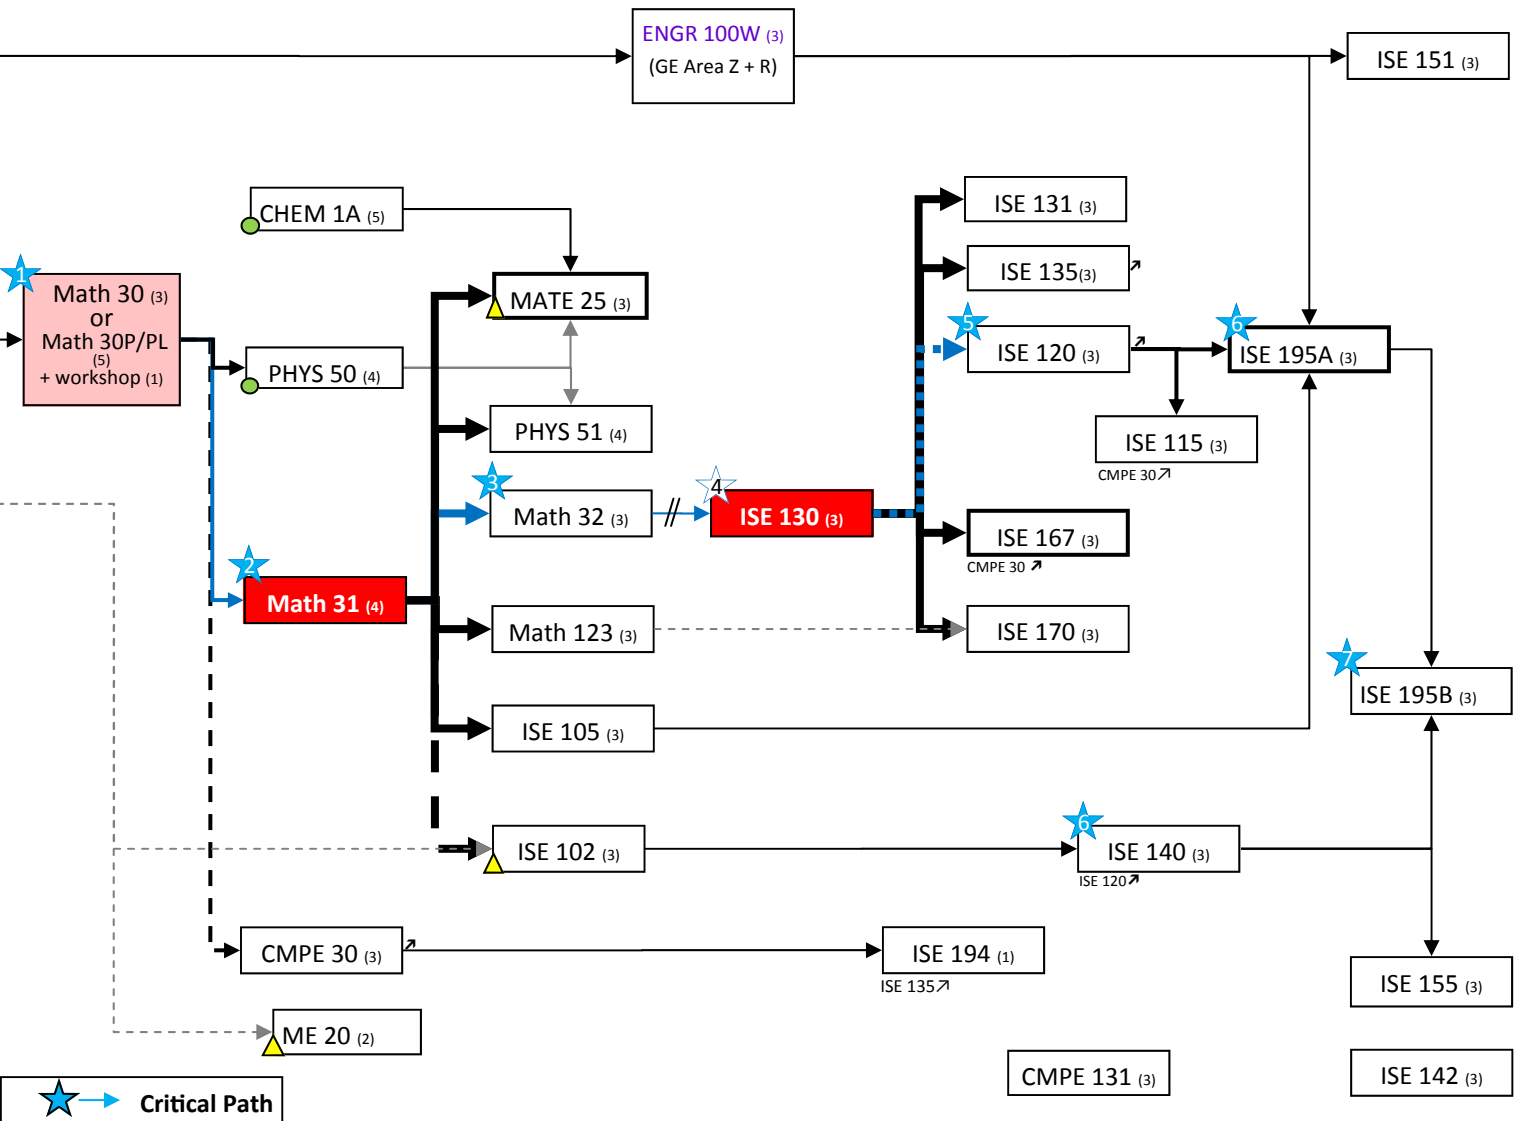 ENGR 100W (3)
(GE Area Z + R)
ISE 151 (3)
CHEM 1A (5)
ISE 131 (3)
ISE 135(3)
1
Math 30 (3)
or
Math 30P/PL
(5)
+ workshop (1)
MATE 25 (3)
5
ISE 120 (3)
6
ISE 195A (3)
PHYS 50 (4)
PHYS 51 (4)
ISE 115 (3)
CMPE 30
3
Math 32 (3)
4
ISE 130 (3)
ISE 167 (3)
CMPE 30
2
Math 31 (4)
Math 123 (3)
ISE 170 (3)
7
ISE 195B (3)
ISE 105 (3)
ISE 102 (3)
6
ISE 140 (3)
ISE 120
CMPE 30 (3)
ISE 194 (1)
ISE 135
ISE 155 (3)
ME 20 (2)
CMPE 131 (3)
ISE 142 (3)
Critical Path